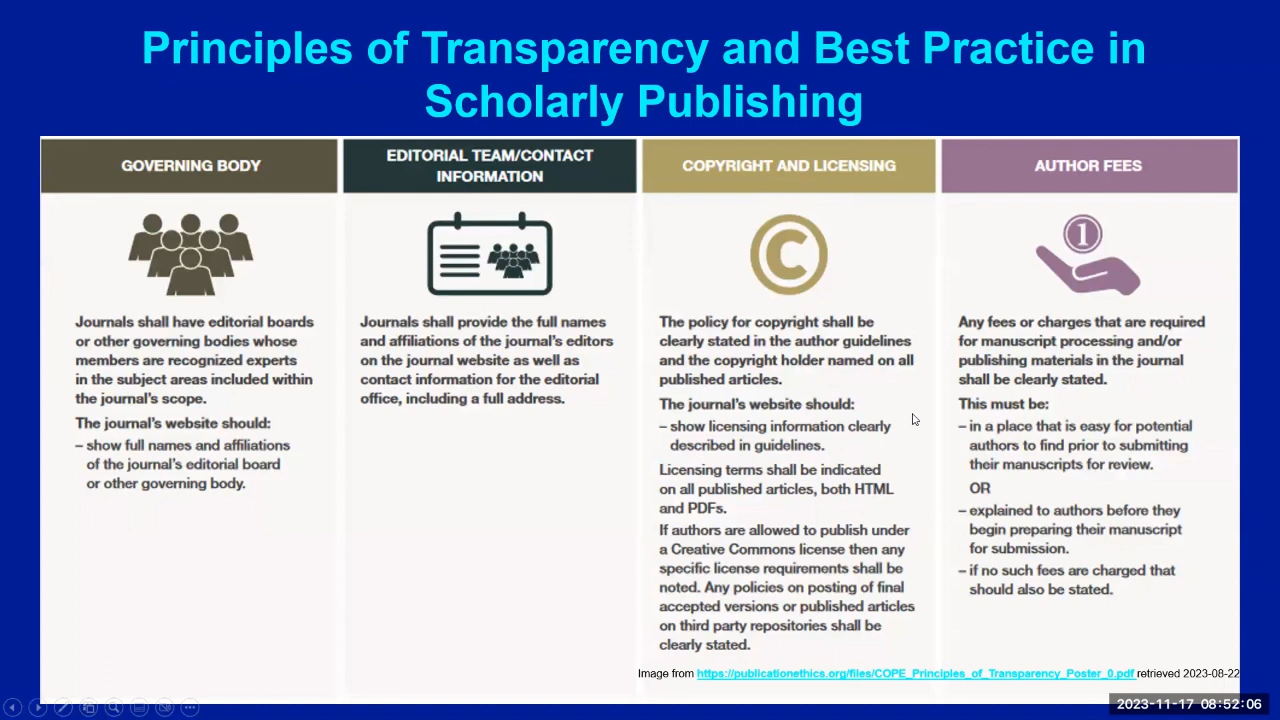 Principles of Transparency and Best Practice in
Scholarly Publishing
GOVERNING BODY
Journals shall have editorial boards
or other governing bodies whose
members are recognized experts
in the subject areas included within
the journal's scope.
The journal's website should:
– show full names and affiliations
of the journal's editorial board
or other governing body.
EDITORIAL TEAM/CONTACT
INFORMATION
Journals shall provide the full names
and affiliations of the journal's editors
on the journal website as well as
contact information for the editorial
office, including a full address.
COPYRIGHT AND LICENSING
C
The policy for copyright shall be
clearly stated in the author guidelines
and the copyright holder named on all
published articles.
The journal's website should:
– show licensing information clearly
described in guidelines.
Licensing terms shall be indicated
on all published articles, both HTML
and PDFs.
If authors are allowed to publish under
a Creative Commons license then any
specific license requirements shall be
noted. Any policies on posting of final
accepted versions or published articles
on third party repositories shall be
clearly stated.
AUTHOR FEES
1
Any fees or charges that are required
for manuscript processing and/or
publishing materials in the journal
shall be clearly stated.
This must be:
– in a place that is easy for potential
authors to find prior to submitting
their manuscripts for review.
OR
– explained to authors before they
begin preparing their manuscript
for submission.
– if no such fees are charged that
should also be stated.
Image from https://publicationethics.org/files/COPE_Principles_of_Transparency_Poster_0.pdf retrieved 2023-08-22
2023-11-17 08:52:06